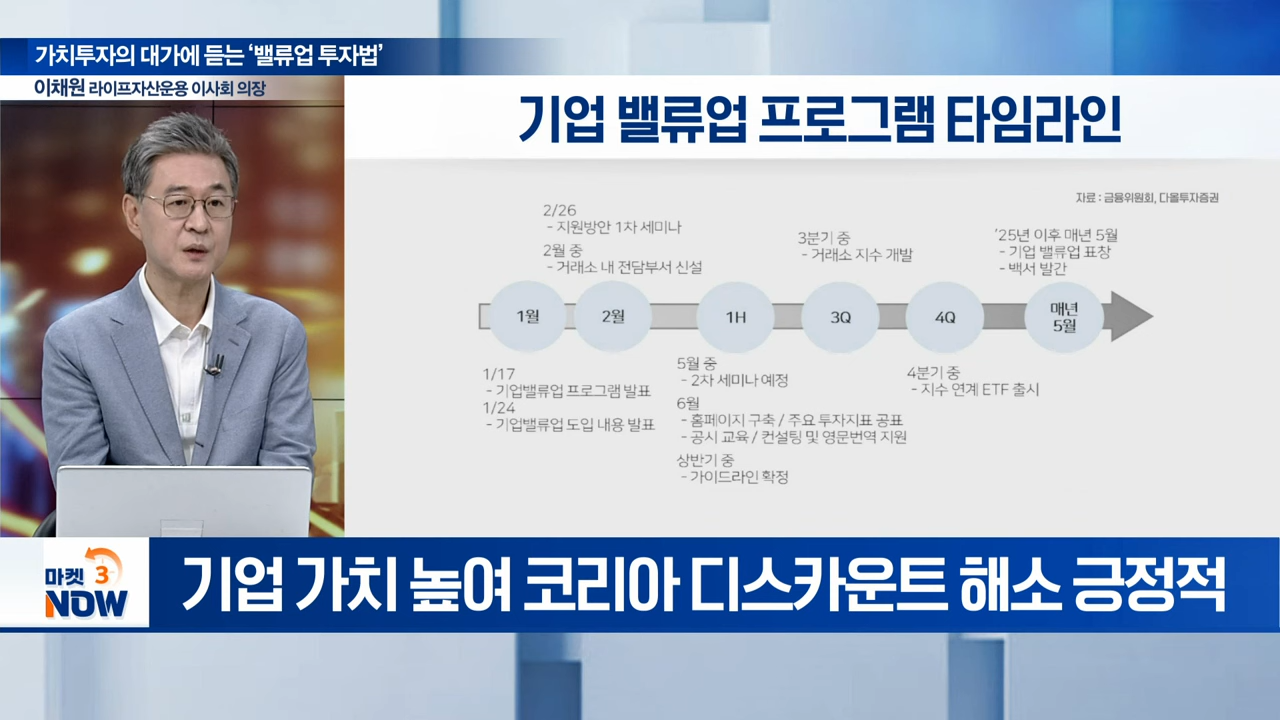 가치투자의 대가에 듣는 ‘밸류업 투자법’
이채원 라이프자산운용 이사회 의장
기업 밸류업 프로그램 타임라인
자료 : 금융위원회, 다올투자증권
2/26
- 지원방안 1차 세미나
2월 중
- 거래소 내 전담부서 신설
3분기 중
- 거래소 지수 개발
’25년 이후 매년 5월
- 기업 밸류업 표창
- 백서 발간
1월
2월
1H
3Q
4Q
매년
5월
1/17
- 기업밸류업 프로그램 발표
1/24
- 기업밸류업 도입 내용 발표
5월 중
- 2차 세미나 예정
6월
- 홈페이지 구축 / 주요 투자지표 공표
- 공시 교육 / 컨설팅 및 영문번역 지원
상반기 중
- 가이드라인 확정
4분기 중
- 지수 연계 ETF 출시
마켓 3
NOW
기업 가치 높여 코리아 디스카운트 해소 긍정적